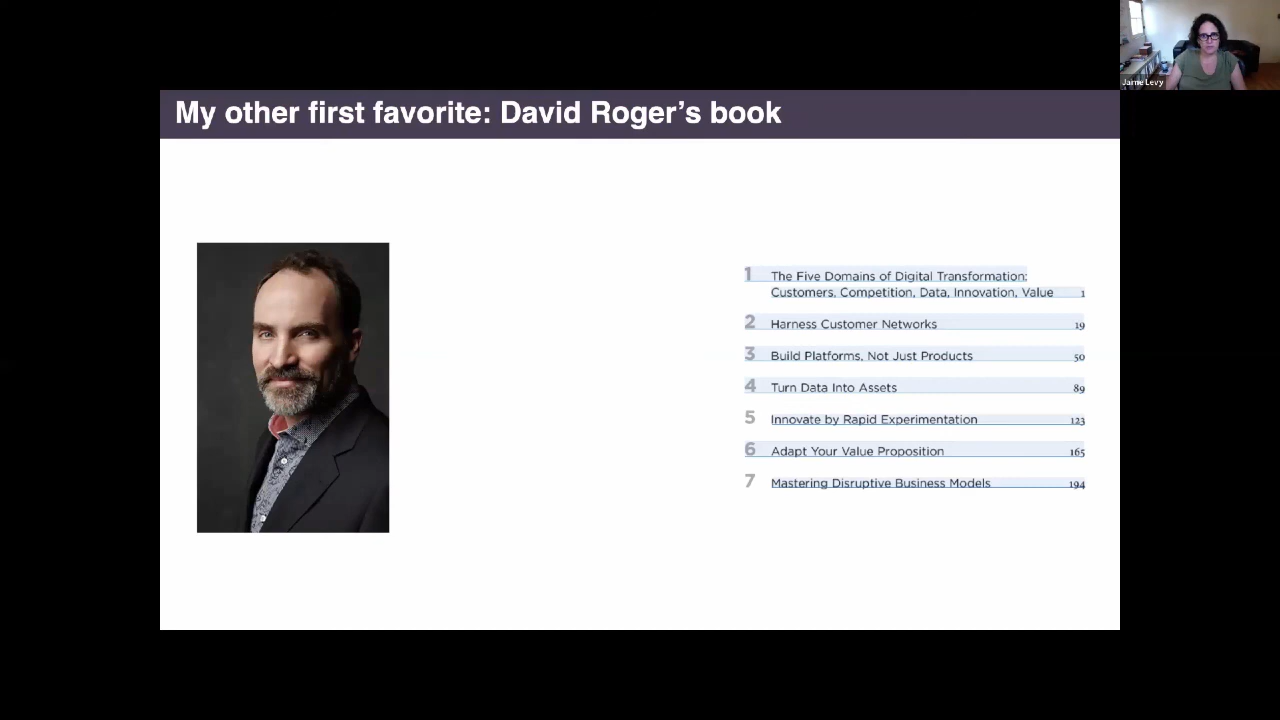 Jaime Levy
My other first favorite: David Roger's book
1 The Five Domains of Digital Transformation:
Customers, Competition, Data, Innovation, Value 1
2 Harness Customer Networks 19
3 Build Platforms, Not Just Products 50
4 Turn Data Into Assets 89
5 Innovate by Rapid Experimentation 123
6 Adapt Your Value Proposition 165
7 Mastering Disruptive Business Models 194